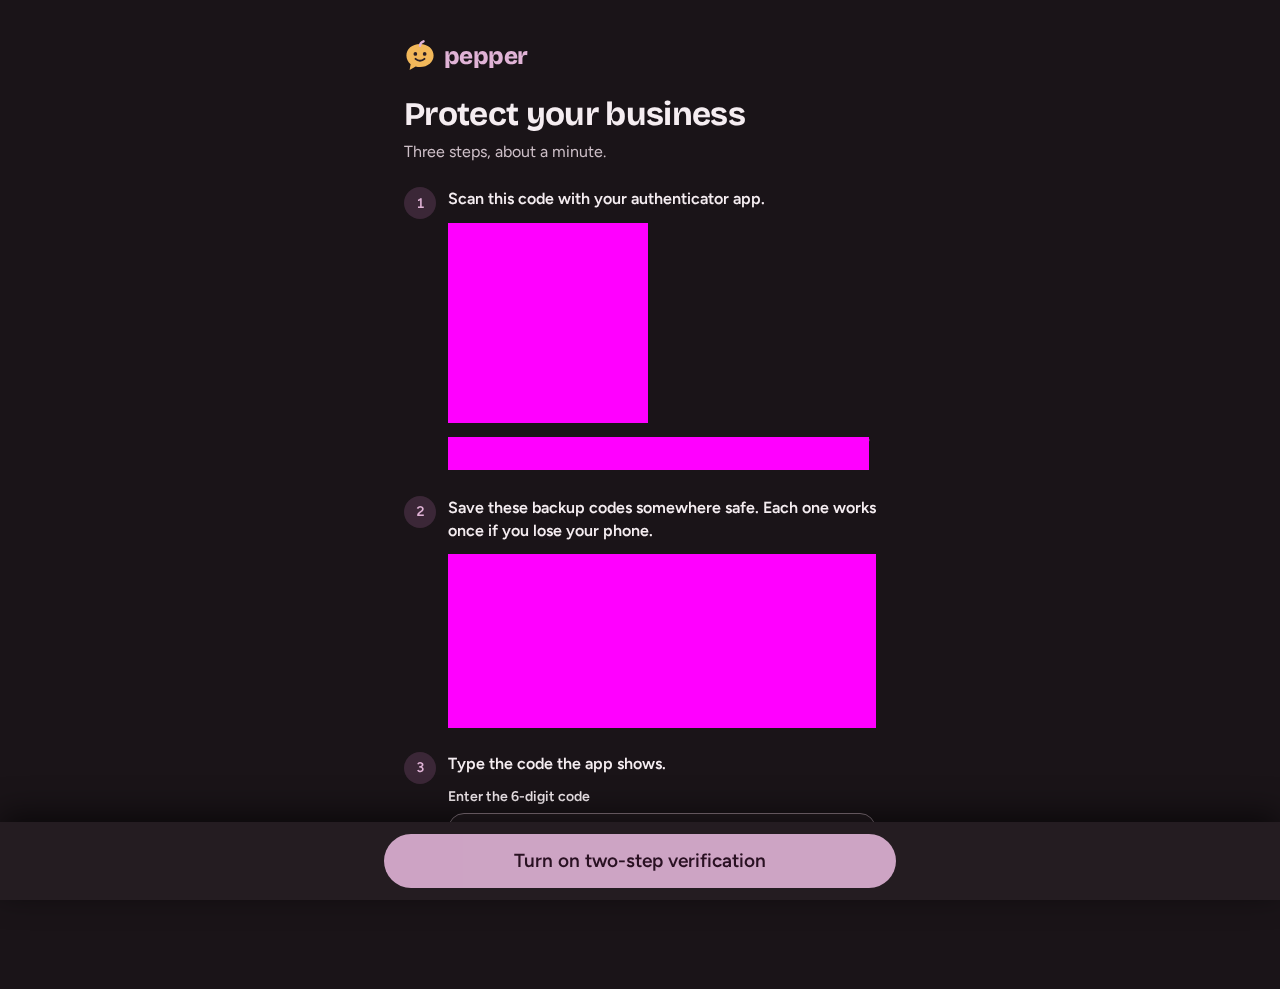 pepper
Protect your business
Three steps, about a minute.
1
Scan this code with your authenticator app.
2
Save these backup codes somewhere safe. Each one works
once if you lose your phone.
3
Type the code the app shows.
Enter the 6-digit code
Turn on two-step verification